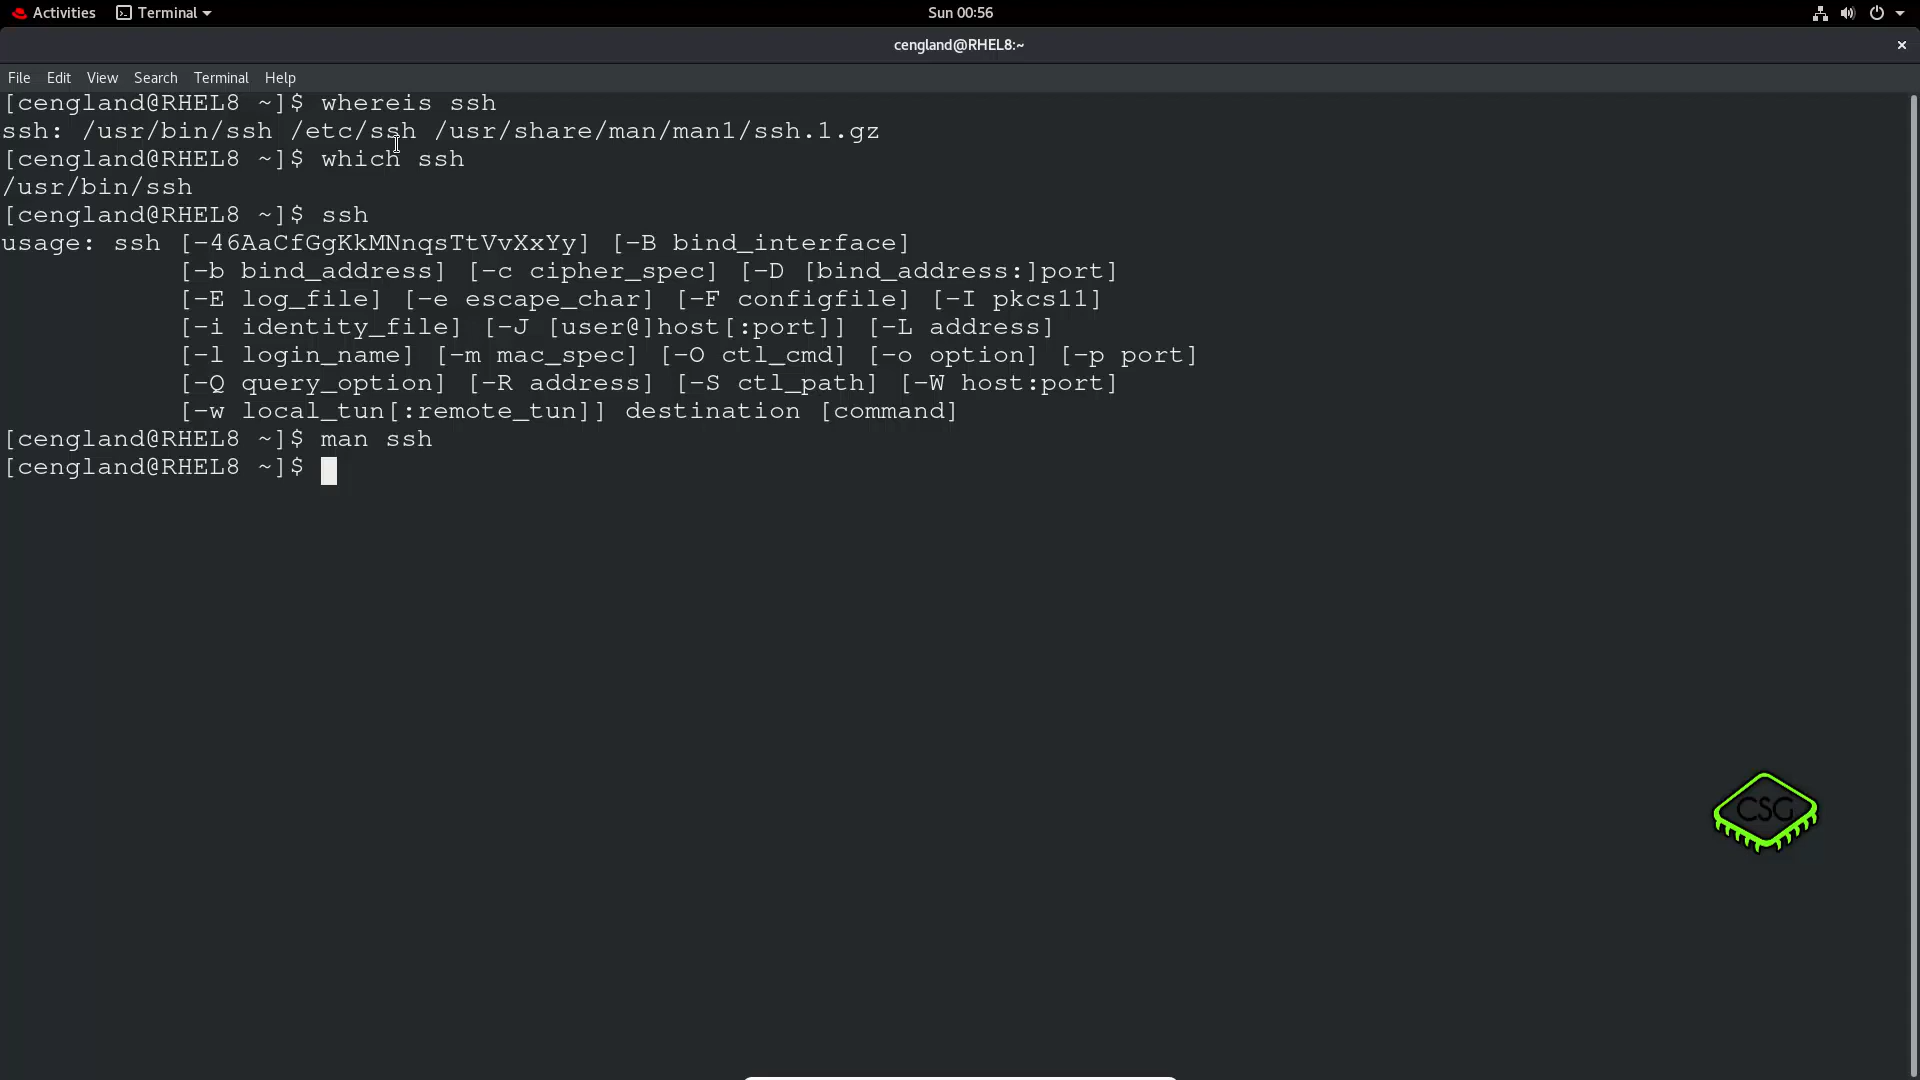 Activities Terminal Sun 00:56
cengland@RHEL8:~
File Edit View Search Terminal Help
[cengland@RHEL8 ~]$ whereis ssh
ssh: /usr/bin/ssh /etc/ssh /usr/share/man/man1/ssh.1.gz
[cengland@RHEL8 ~]$ which ssh
/usr/bin/ssh
[cengland@RHEL8 ~]$ ssh
usage: ssh [-46AaCfGgKkMNnqsTtVvXxYy] [-B bind_interface]
           [-b bind_address] [-c cipher_spec] [-D [bind_address:]port]
           [-E log_file] [-e escape_char] [-F configfile] [-I pkcs11]
           [-i identity_file] [-J [user@]host[:port]] [-L address]
           [-l login_name] [-m mac_spec] [-O ctl_cmd] [-o option] [-p port]
           [-Q query_option] [-R address] [-S ctl_path] [-W host:port]
           [-w local_tun[:remote_tun]] destination [command]
[cengland@RHEL8 ~]$ man ssh
[cengland@RHEL8 ~]$
CSG